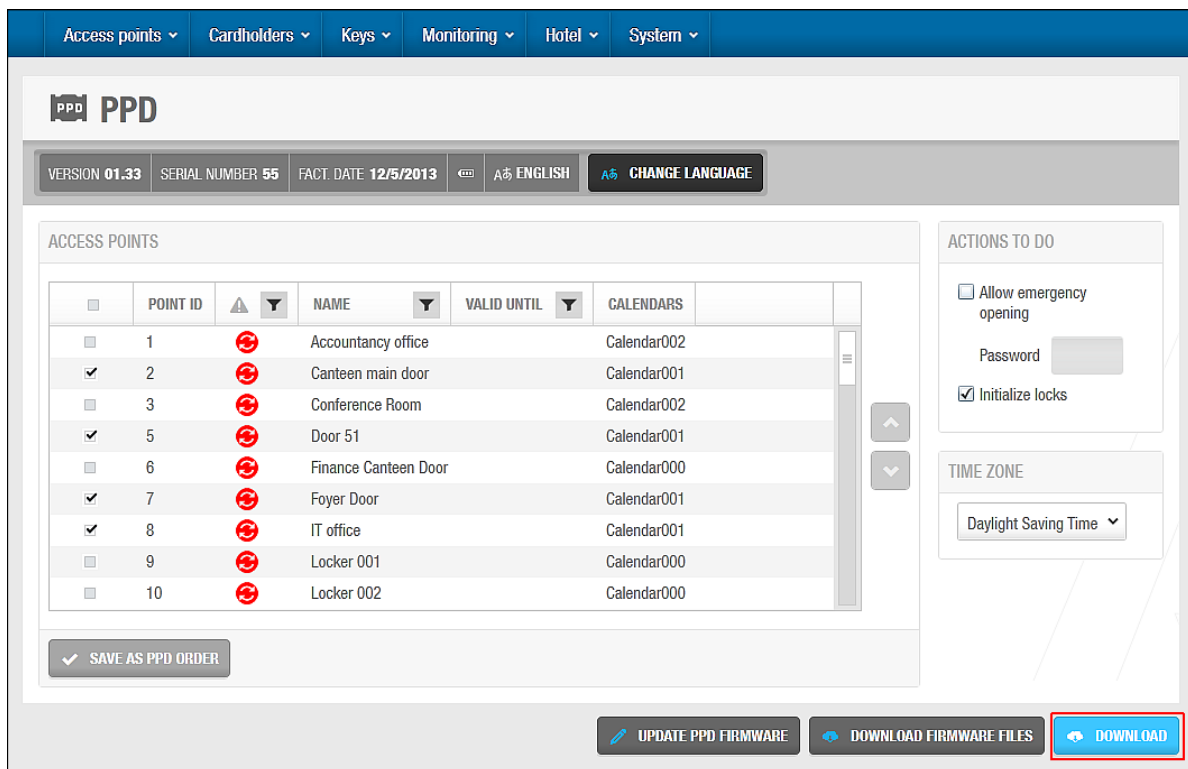 Access points Cardholders Keys Monitoring Hotel System
PPD PPD
VERSION 01.33 SERIAL NUMBER 55 FACT. DATE 12/5/2013 Aあ ENGLISH Aあ CHANGE LANGUAGE
ACCESS POINTS
POINT ID NAME VALID UNTIL CALENDARS
1 Accountancy office Calendar002
2 Canteen main door Calendar001
3 Conference Room Calendar002
5 Door 51 Calendar001
6 Finance Canteen Door Calendar000
7 Foyer Door Calendar001
8 IT office Calendar001
9 Locker 001 Calendar000
10 Locker 002 Calendar000
SAVE AS PPD ORDER
ACTIONS TO DO
Allow emergency
opening
Password
Initialize locks
TIME ZONE
Daylight Saving Time
UPDATE PPD FIRMWARE DOWNLOAD FIRMWARE FILES DOWNLOAD